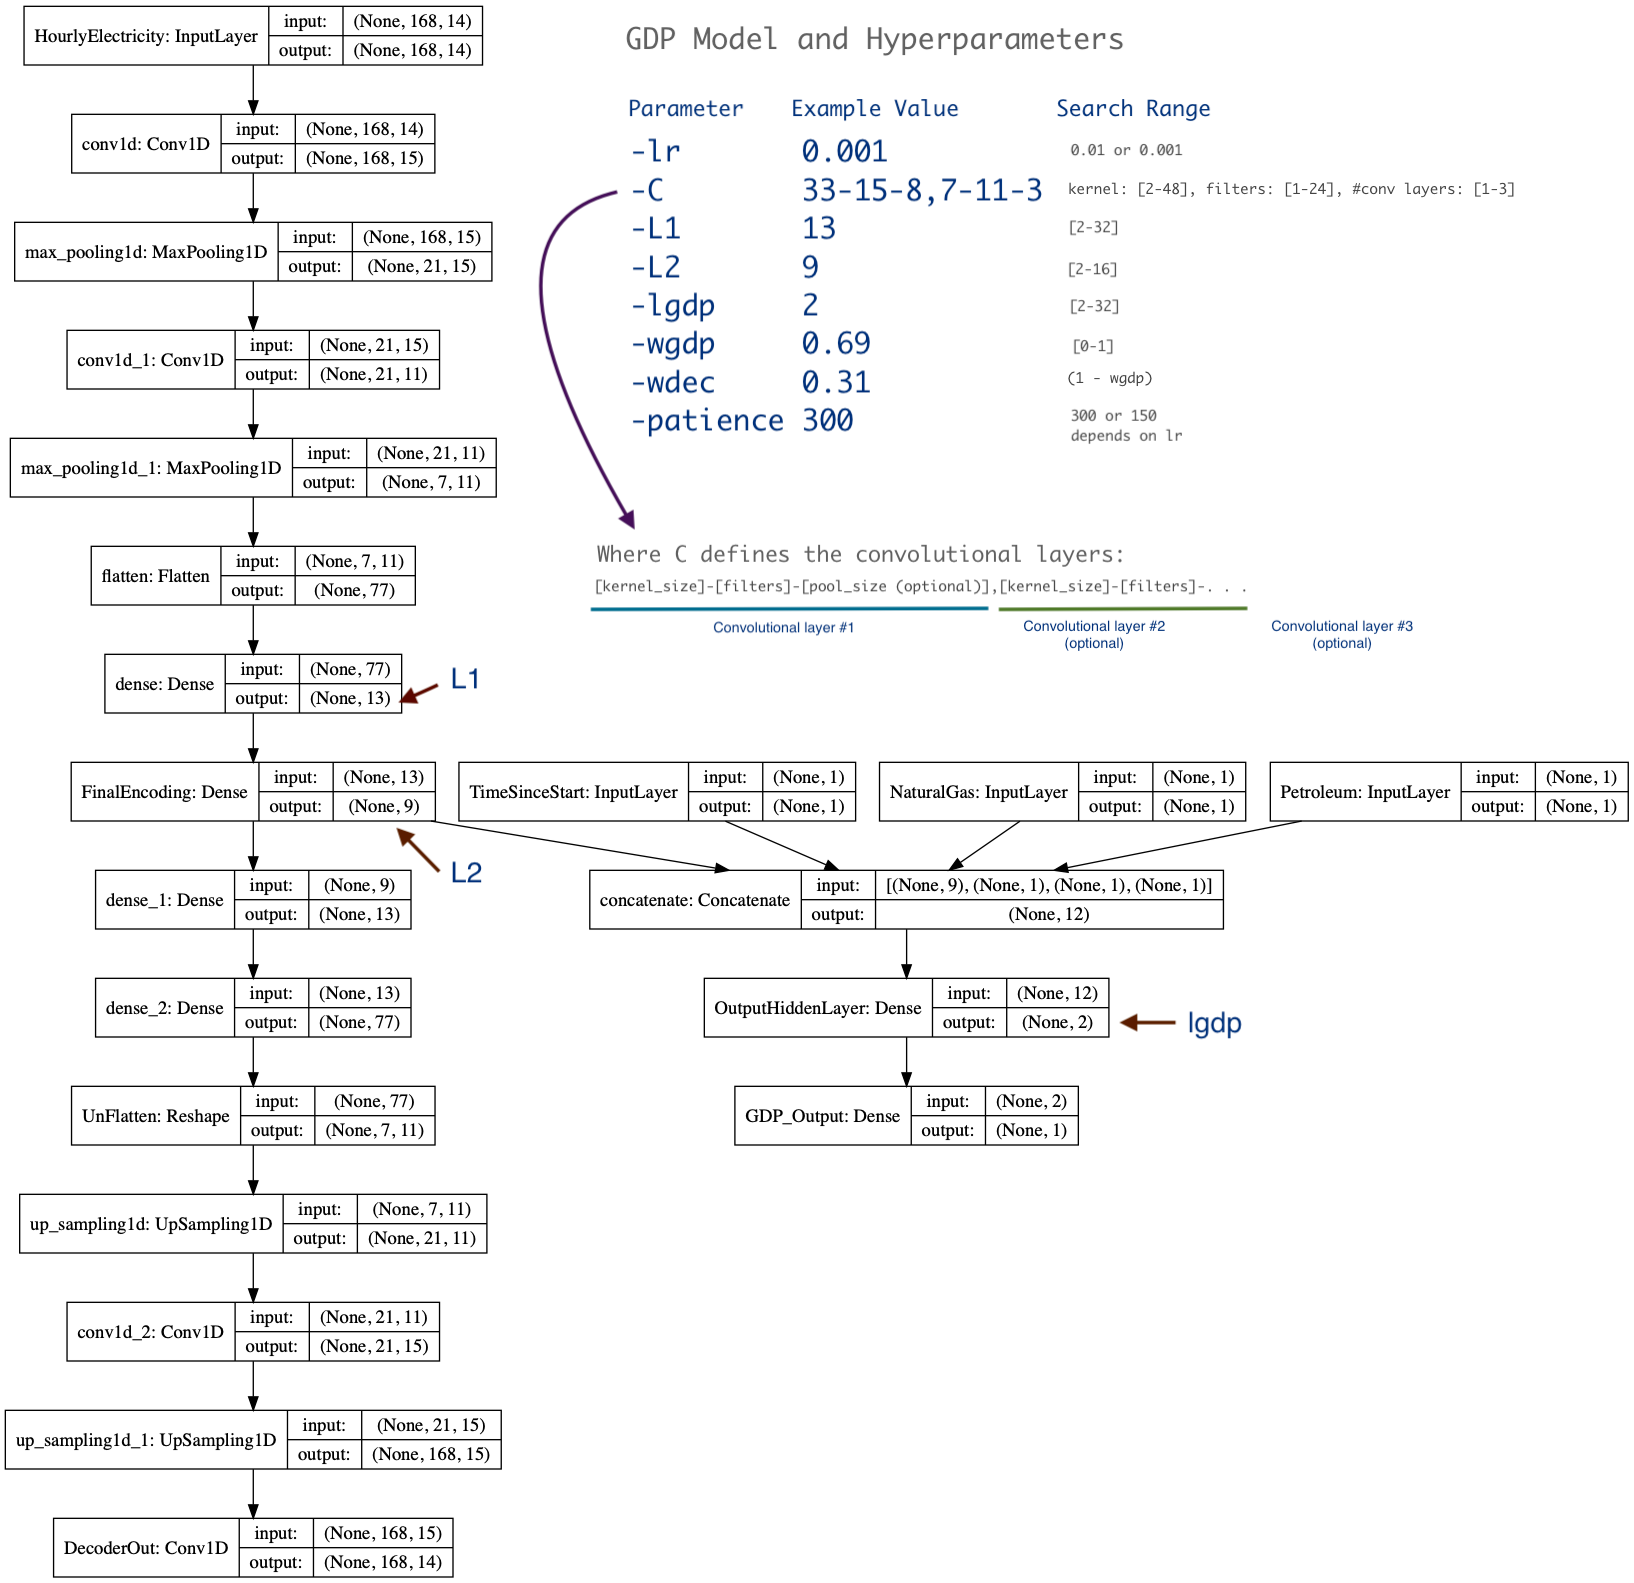 HourlyElectricity: InputLayer
input: (None, 168, 14)
output: (None, 168, 14)
conv1d: Conv1D
input: (None, 168, 14)
output: (None, 168, 15)
max_pooling1d: MaxPooling1D
input: (None, 168, 15)
output: (None, 21, 15)
conv1d_1: Conv1D
input: (None, 21, 15)
output: (None, 21, 11)
max_pooling1d_1: MaxPooling1D
input: (None, 21, 11)
output: (None, 7, 11)
flatten: Flatten
input: (None, 7, 11)
output: (None, 77)
dense: Dense
input: (None, 77)
output: (None, 13)
L1
FinalEncoding: Dense
input: (None, 13)
output: (None, 9)
L2
dense_1: Dense
input: (None, 9)
output: (None, 13)
dense_2: Dense
input: (None, 13)
output: (None, 77)
UnFlatten: Reshape
input: (None, 77)
output: (None, 7, 11)
up_sampling1d: UpSampling1D
input: (None, 7, 11)
output: (None, 21, 11)
conv1d_2: Conv1D
input: (None, 21, 11)
output: (None, 21, 15)
up_sampling1d_1: UpSampling1D
input: (None, 21, 15)
output: (None, 168, 15)
DecoderOut: Conv1D
input: (None, 168, 15)
output: (None, 168, 14)
GDP Model and Hyperparameters
Parameter Example Value Search Range
-lr 0.001 0.01 or 0.001
-C 33-15-8,7-11-3 kernel: [2-48], filters: [1-24], #conv layers: [1-3]
-L1 13 [2-32]
-L2 9 [2-16]
-lgdp 2 [2-32]
-wgdp 0.69 [0-1]
-wdec 0.31 (1 - wgdp)
-patience 300 300 or 150
depends on lr
Where C defines the convolutional layers:
[kernel_size]-[filters]-[pool_size (optional)],[kernel_size]-[filters]-. . .
Convolutional layer #1
Convolutional layer #2
(optional)
Convolutional layer #3
(optional)
TimeSinceStart: InputLayer
input: (None, 1)
output: (None, 1)
NaturalGas: InputLayer
input: (None, 1)
output: (None, 1)
Petroleum: InputLayer
input: (None, 1)
output: (None, 1)
concatenate: Concatenate
input: [(None, 9), (None, 1), (None, 1), (None, 1)]
output: (None, 12)
OutputHiddenLayer: Dense
input: (None, 12)
output: (None, 2)
lgdp
GDP_Output: Dense
input: (None, 2)
output: (None, 1)